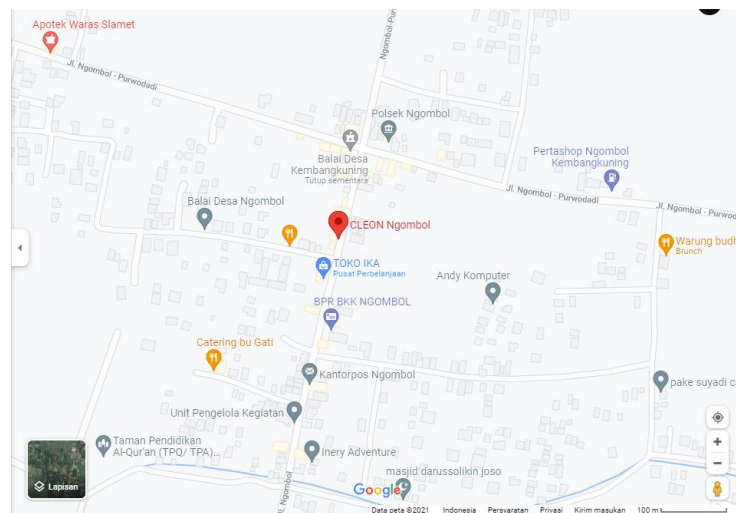 Apotek Waras Slamet
Jl. Ngombol - Purwodadi
Ngombol-Pur
Polsek Ngombol
Balai Desa
Kembangkuning
Tutup sementara
Pertashop Ngombol
Kembangkuning
Jl. Ngombol - Purwodadi
Jl. Ngombol - Purwod
Balai Desa Ngombol
CLEON Ngombol
Warung budh
Brunch
TOKO IKA
Pusat Perbelanjaan
Andy Komputer
BPR BKK NGOMBOL
Catering bu Gati
Kantorpos Ngombol
pake suyadi c
Unit Pengelola Kegiatan
Taman Pendidikan
Al-Qur'an (TPQ/ TPA)...
Inery Adventure
masjid darussolikin joso
Jl. Ngombol
Lapisan
Google
Data peta ©2021 Indonesia Persyaratan Privasi Kirim masukan 100 m